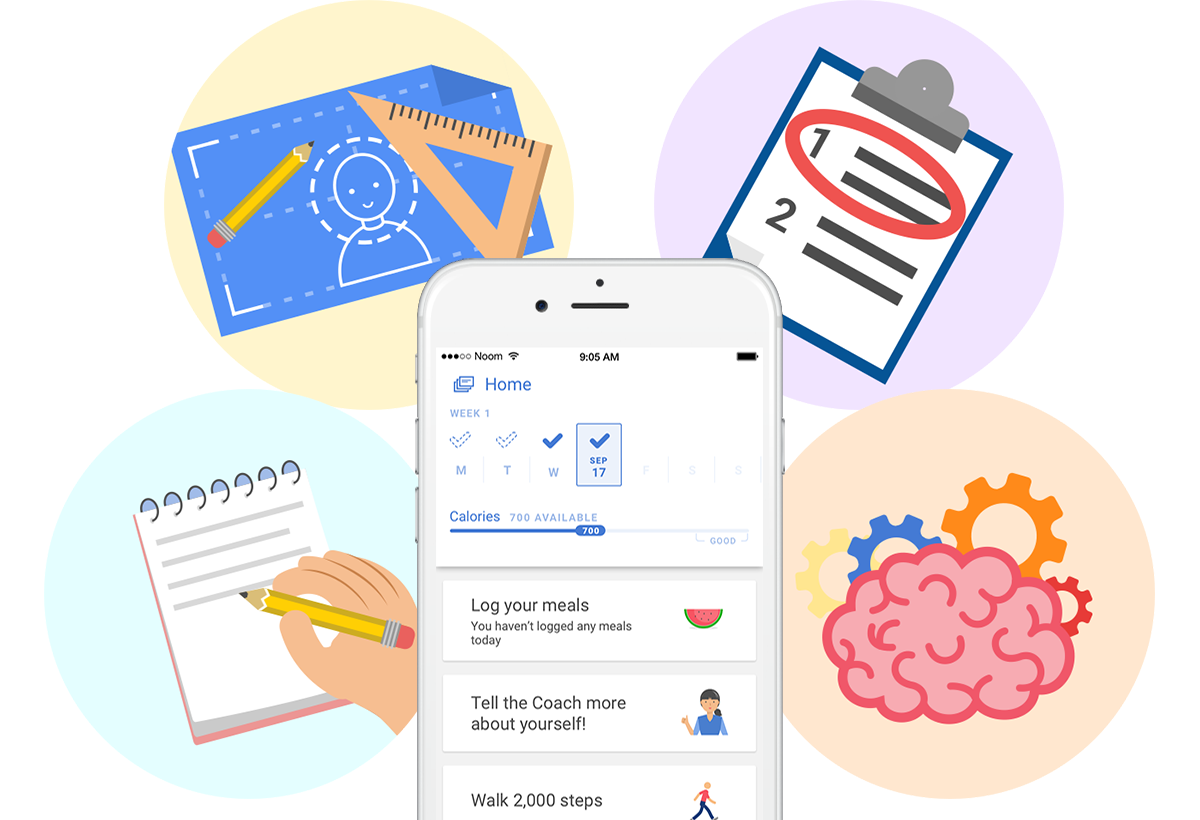 1
2
Noom 9:05 AM
Home
WEEK 1
SEP
M T W 17 F S S
Calories 700 AVAILABLE
700
GOOD
Log your meals
You haven’t logged any meals
today
Tell the Coach more
about yourself!
Walk 2,000 steps